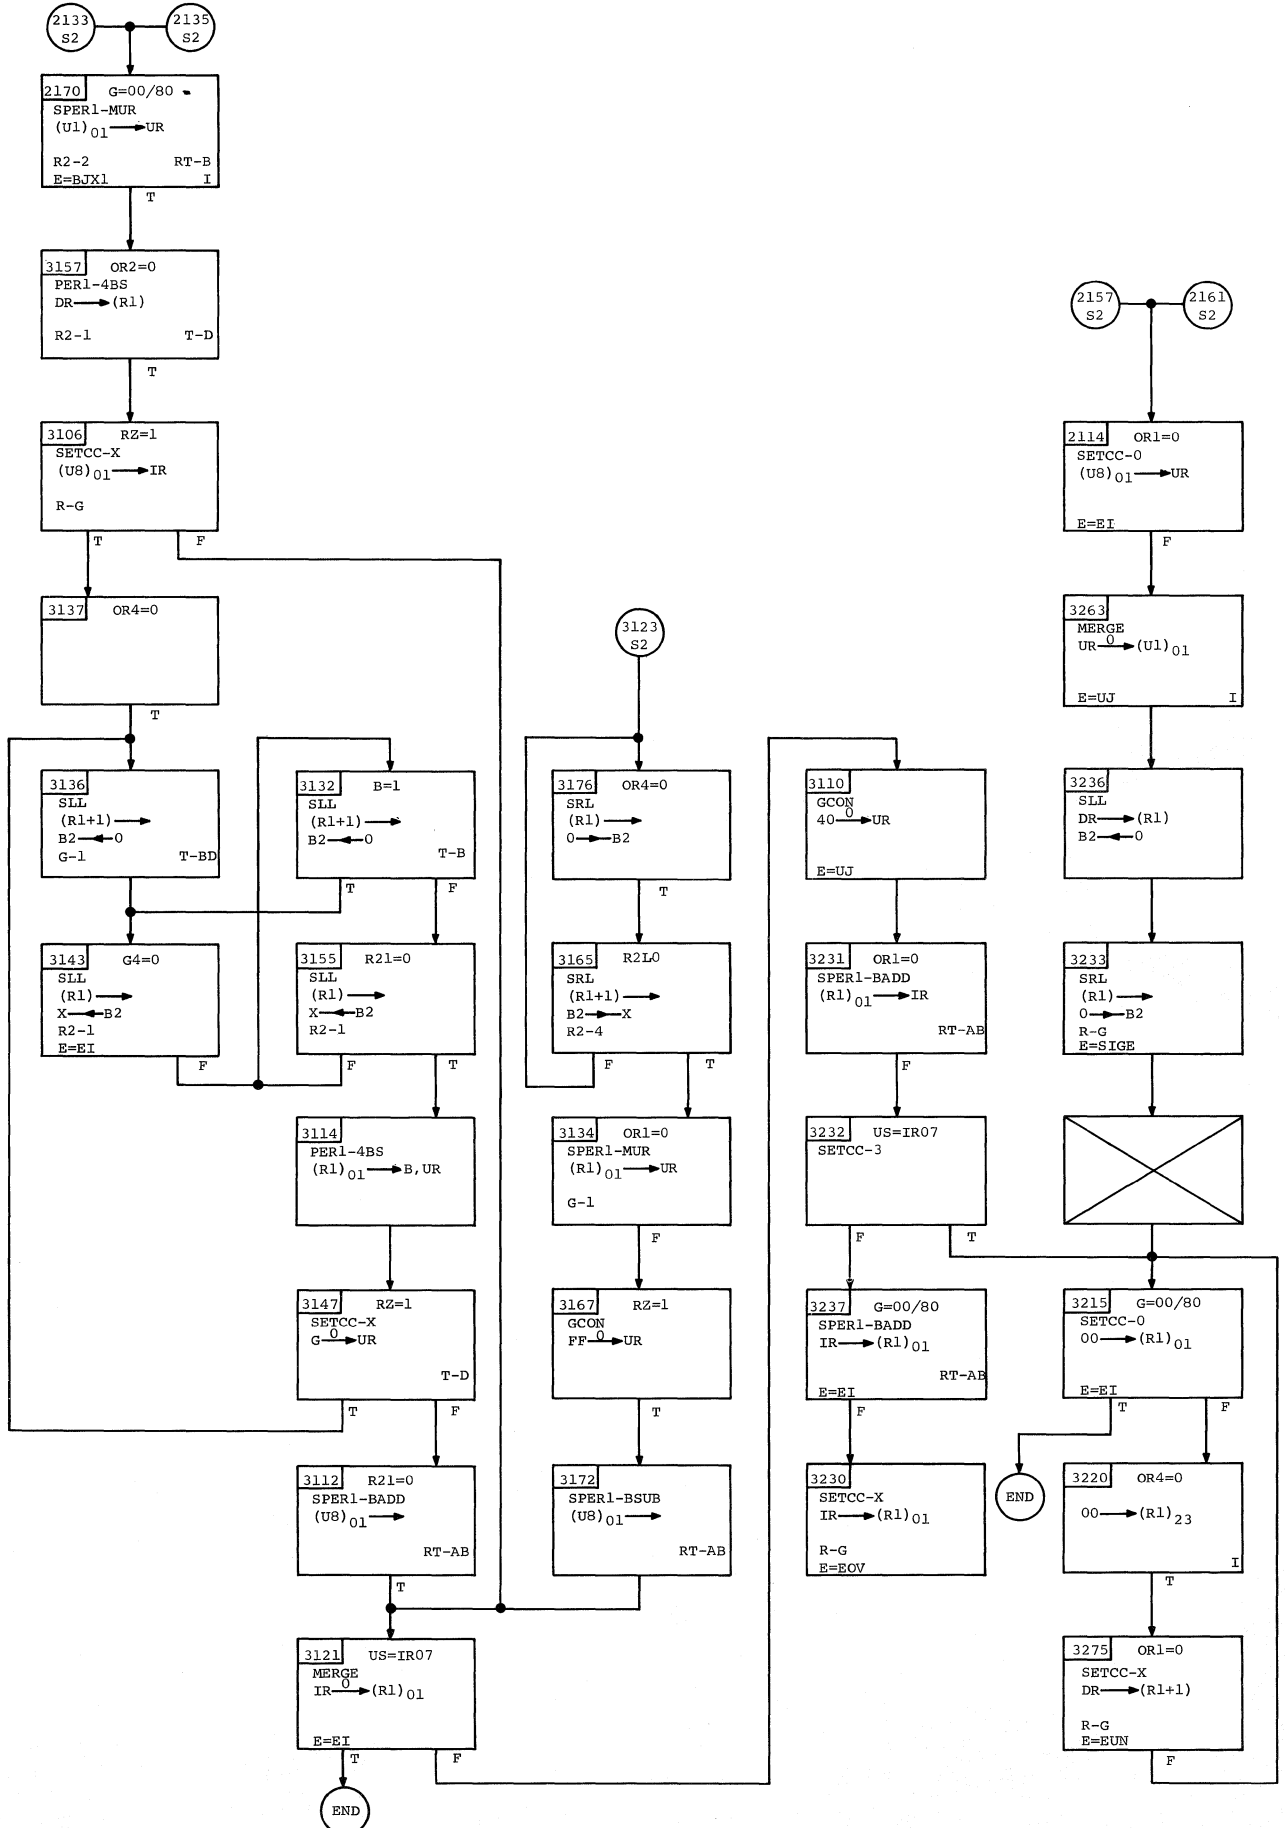 2133
S2
2135
S2
2170 G=00/80
SPER1-MUR
(U1)01 → UR
R2-2 RT-B
E=BJX1 I
T
3157 OR2=0
PER1-4BS
DR → (R1)
R2-1 T-D
T
3106 RZ=1
SETCC-X
(U8)01 → IR
R-G
T F
3137 OR4=0
T
3136
SLL
(R1+1) →
B2 ← 0
G-1 T-BD
3143 G4=0
SLL
(R1) →
X ← B2
R2-1
E=EI
F
3132 B=1
SLL
(R1+1) →
B2 ← 0
T-B
T F
3155 R21=0
SLL
(R1) →
X ← B2
R2-1
F T
3114
PER1-4BS
(R1)01 → B,UR
3147 RZ=1
SETCC-X
G 0→ UR
T-D
T F
3112 R21=0
SPER1-BADD
(U8)01 →
RT-AB
T
3121 US=IR07
MERGE
IR 0→ (R1)01
E=EI
T F
END
3123
S2
3176 OR4=0
SRL
(R1) →
0 → B2
T
3165 R2L0
SRL
(R1+1) →
B2 → X
R2-4
F T
3134 OR1=0
SPER1-MUR
(R1)01 → UR
G-1
F
3167 RZ=1
GCON
FF 0→ UR
T
3172
SPER1-BSUB
(U8)01 →
RT-AB
3110
GCON
40 0→ UR
E=UJ
3231 OR1=0
SPER1-BADD
(R1)01 → IR
RT-AB
F
3232 US=IR07
SETCC-3
F T
3237 G=00/80
SPER1-BADD
IR → (R1)01
RT-AB
E=EI
F
3230
SETCC-X
IR → (R1)01
R-G
E=EOV
2157
S2
2161
S2
2114 OR1=0
SETCC-0
(U8)01 → UR
E=EI
F
3263
MERGE
UR 0→ (U1)01
E=UJ I
3236
SLL
DR → (R1)
B2 ← 0
3233
SRL
(R1) →
0 → B2
R-G
E=SIGE
3215 G=00/80
SETCC-0
00 → (R1)01
E=EI
T F
END
3220 OR4=0
00 → (R1)23
I
T
3275 OR1=0
SETCC-X
DR → (R1+1)
R-G
E=EUN
F